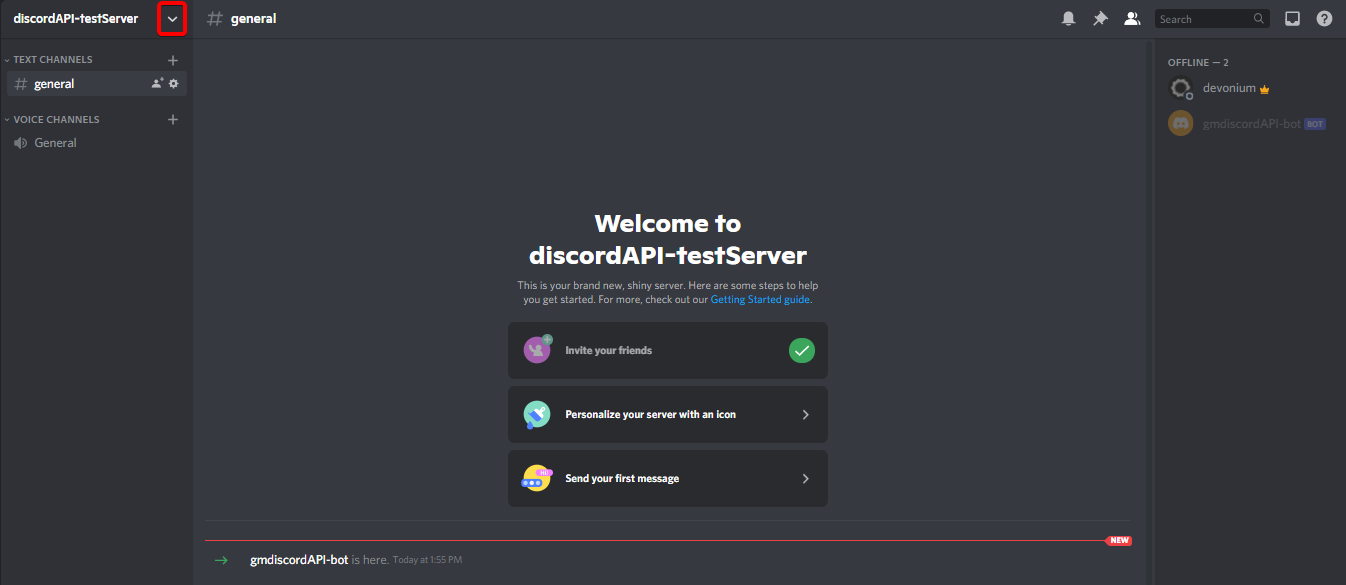 discordAPI-testServer
general
Search
TEXT CHANNELS
general
VOICE CHANNELS
General
Welcome to
discordAPI-testServer
This is your brand new, shiny server. Here are some steps to help
you get started. For more, check out our Getting Started guide.
Invite your friends
Personalize your server with an icon
Send your first message
NEW
gmdiscordAPI-bot is here. Today at 1:55 PM
OFFLINE — 2
devonium
gmdiscordAPI-bot BOT